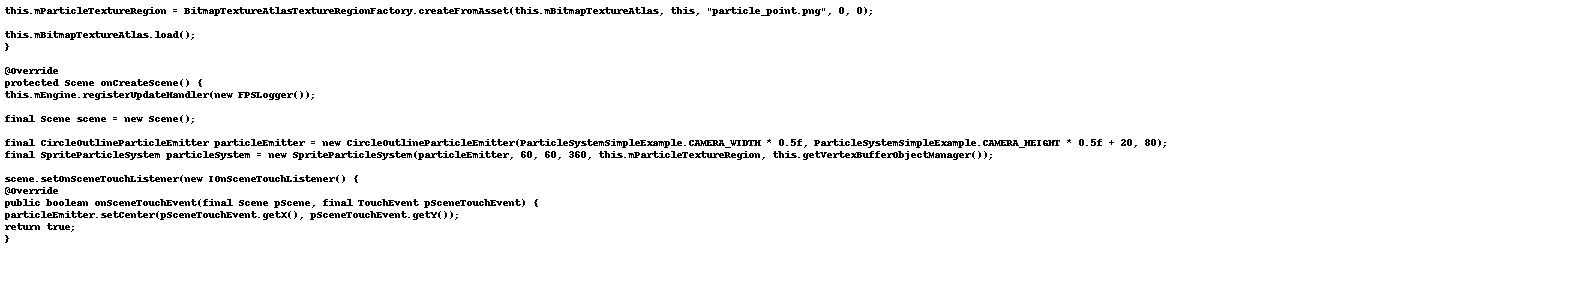 this.mParticleTextureRegion = BitmapTextureAtlasTextureRegionFactory.createFromAsset(this.mBitmapTextureAtlas, this, "particle_point.png", 0, 0);
this.mBitmapTextureAtlas.load();
}
@Override
protected Scene onCreateScene() {
this.mEngine.registerUpdateHandler(new FPSLogger());
final Scene scene = new Scene();
final CircleOutlineParticleEmitter particleEmitter = new CircleOutlineParticleEmitter(ParticleSystemSimpleExample.CAMERA_WIDTH * 0.5f, ParticleSystemSimpleExample.CAMERA_HEIGHT * 0.5f + 20, 80);
final SpriteParticleSystem particleSystem = new SpriteParticleSystem(particleEmitter, 60, 60, 360, this.mParticleTextureRegion, this.getVertexBufferObjectManager());
scene.setOnSceneTouchListener(new IOnSceneTouchListener() {
@Override
public boolean onSceneTouchEvent(final Scene pScene, final TouchEvent pSceneTouchEvent) {
particleEmitter.setCenter(pSceneTouchEvent.getX(), pSceneTouchEvent.getY());
return true;
}